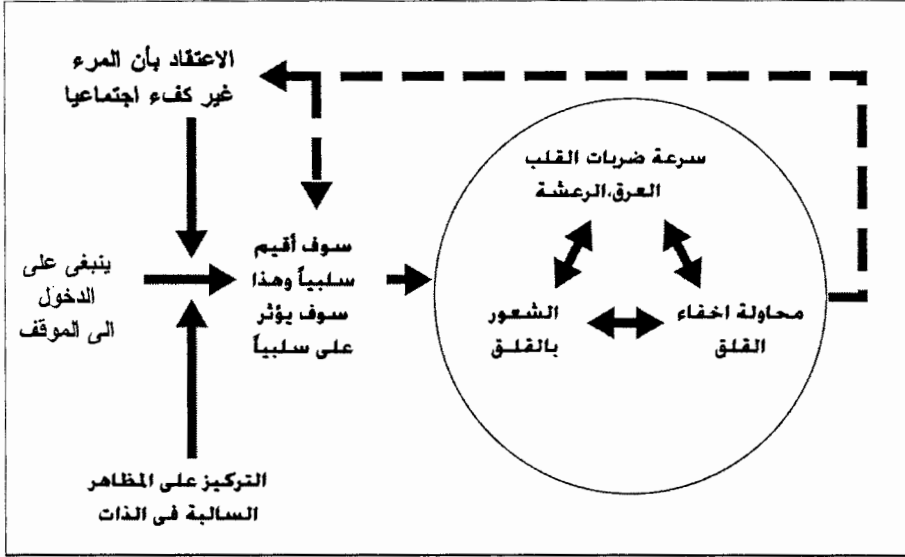 الاعتقاد بأن المرء
غير كفء اجتماعيا
سرعة ضربات القلب
العرق،الرعشة
ينبغى على
الدخول
الى الموقف
سوف أقيم
سلبياً وهذا
سوف يؤثر
على سلبياً
الشعور
بالقلق
محاولة اخفاء
القلق
التركيز على المظاهر
السالبة فى الذات